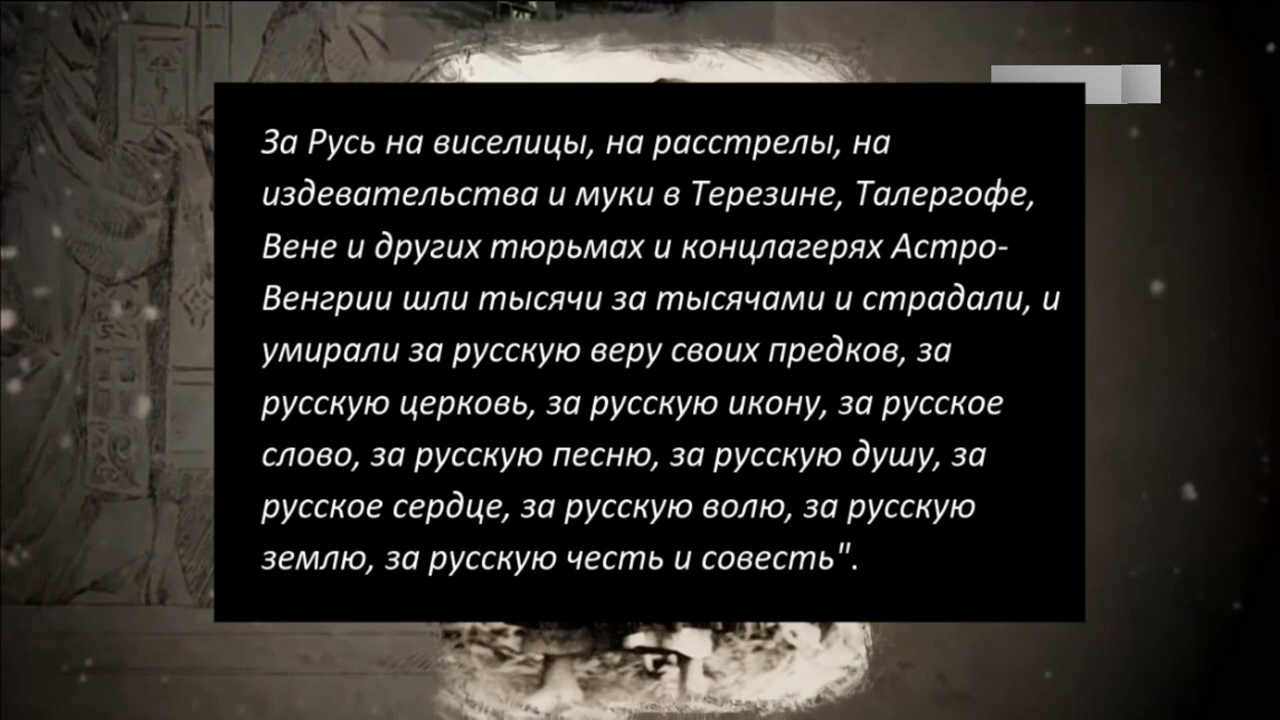 За Русь на виселицы, на расстрелы, на
издевательства и муки в Терезине, Талергофе,
Вене и других тюрьмах и концлагерях Астро-
Венгрии шли тысячи за тысячами и страдали, и
умирали за русскую веру своих предков, за
русскую церковь, за русскую икону, за русское
слово, за русскую песню, за русскую душу, за
русское сердце, за русскую волю, за русскую
землю, за русскую честь и совесть".